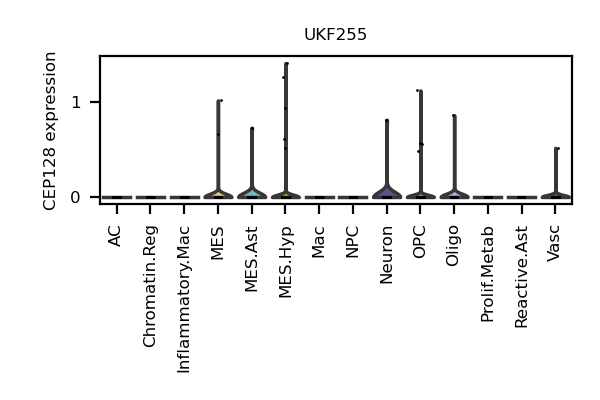 UKF255
CEP128 expression
1
0
AC
Chromatin.Reg
Inflammatory.Mac
MES
MES.Ast
MES.Hyp
Mac
NPC
Neuron
OPC
Oligo
Prolif.Metab
Reactive.Ast
Vasc